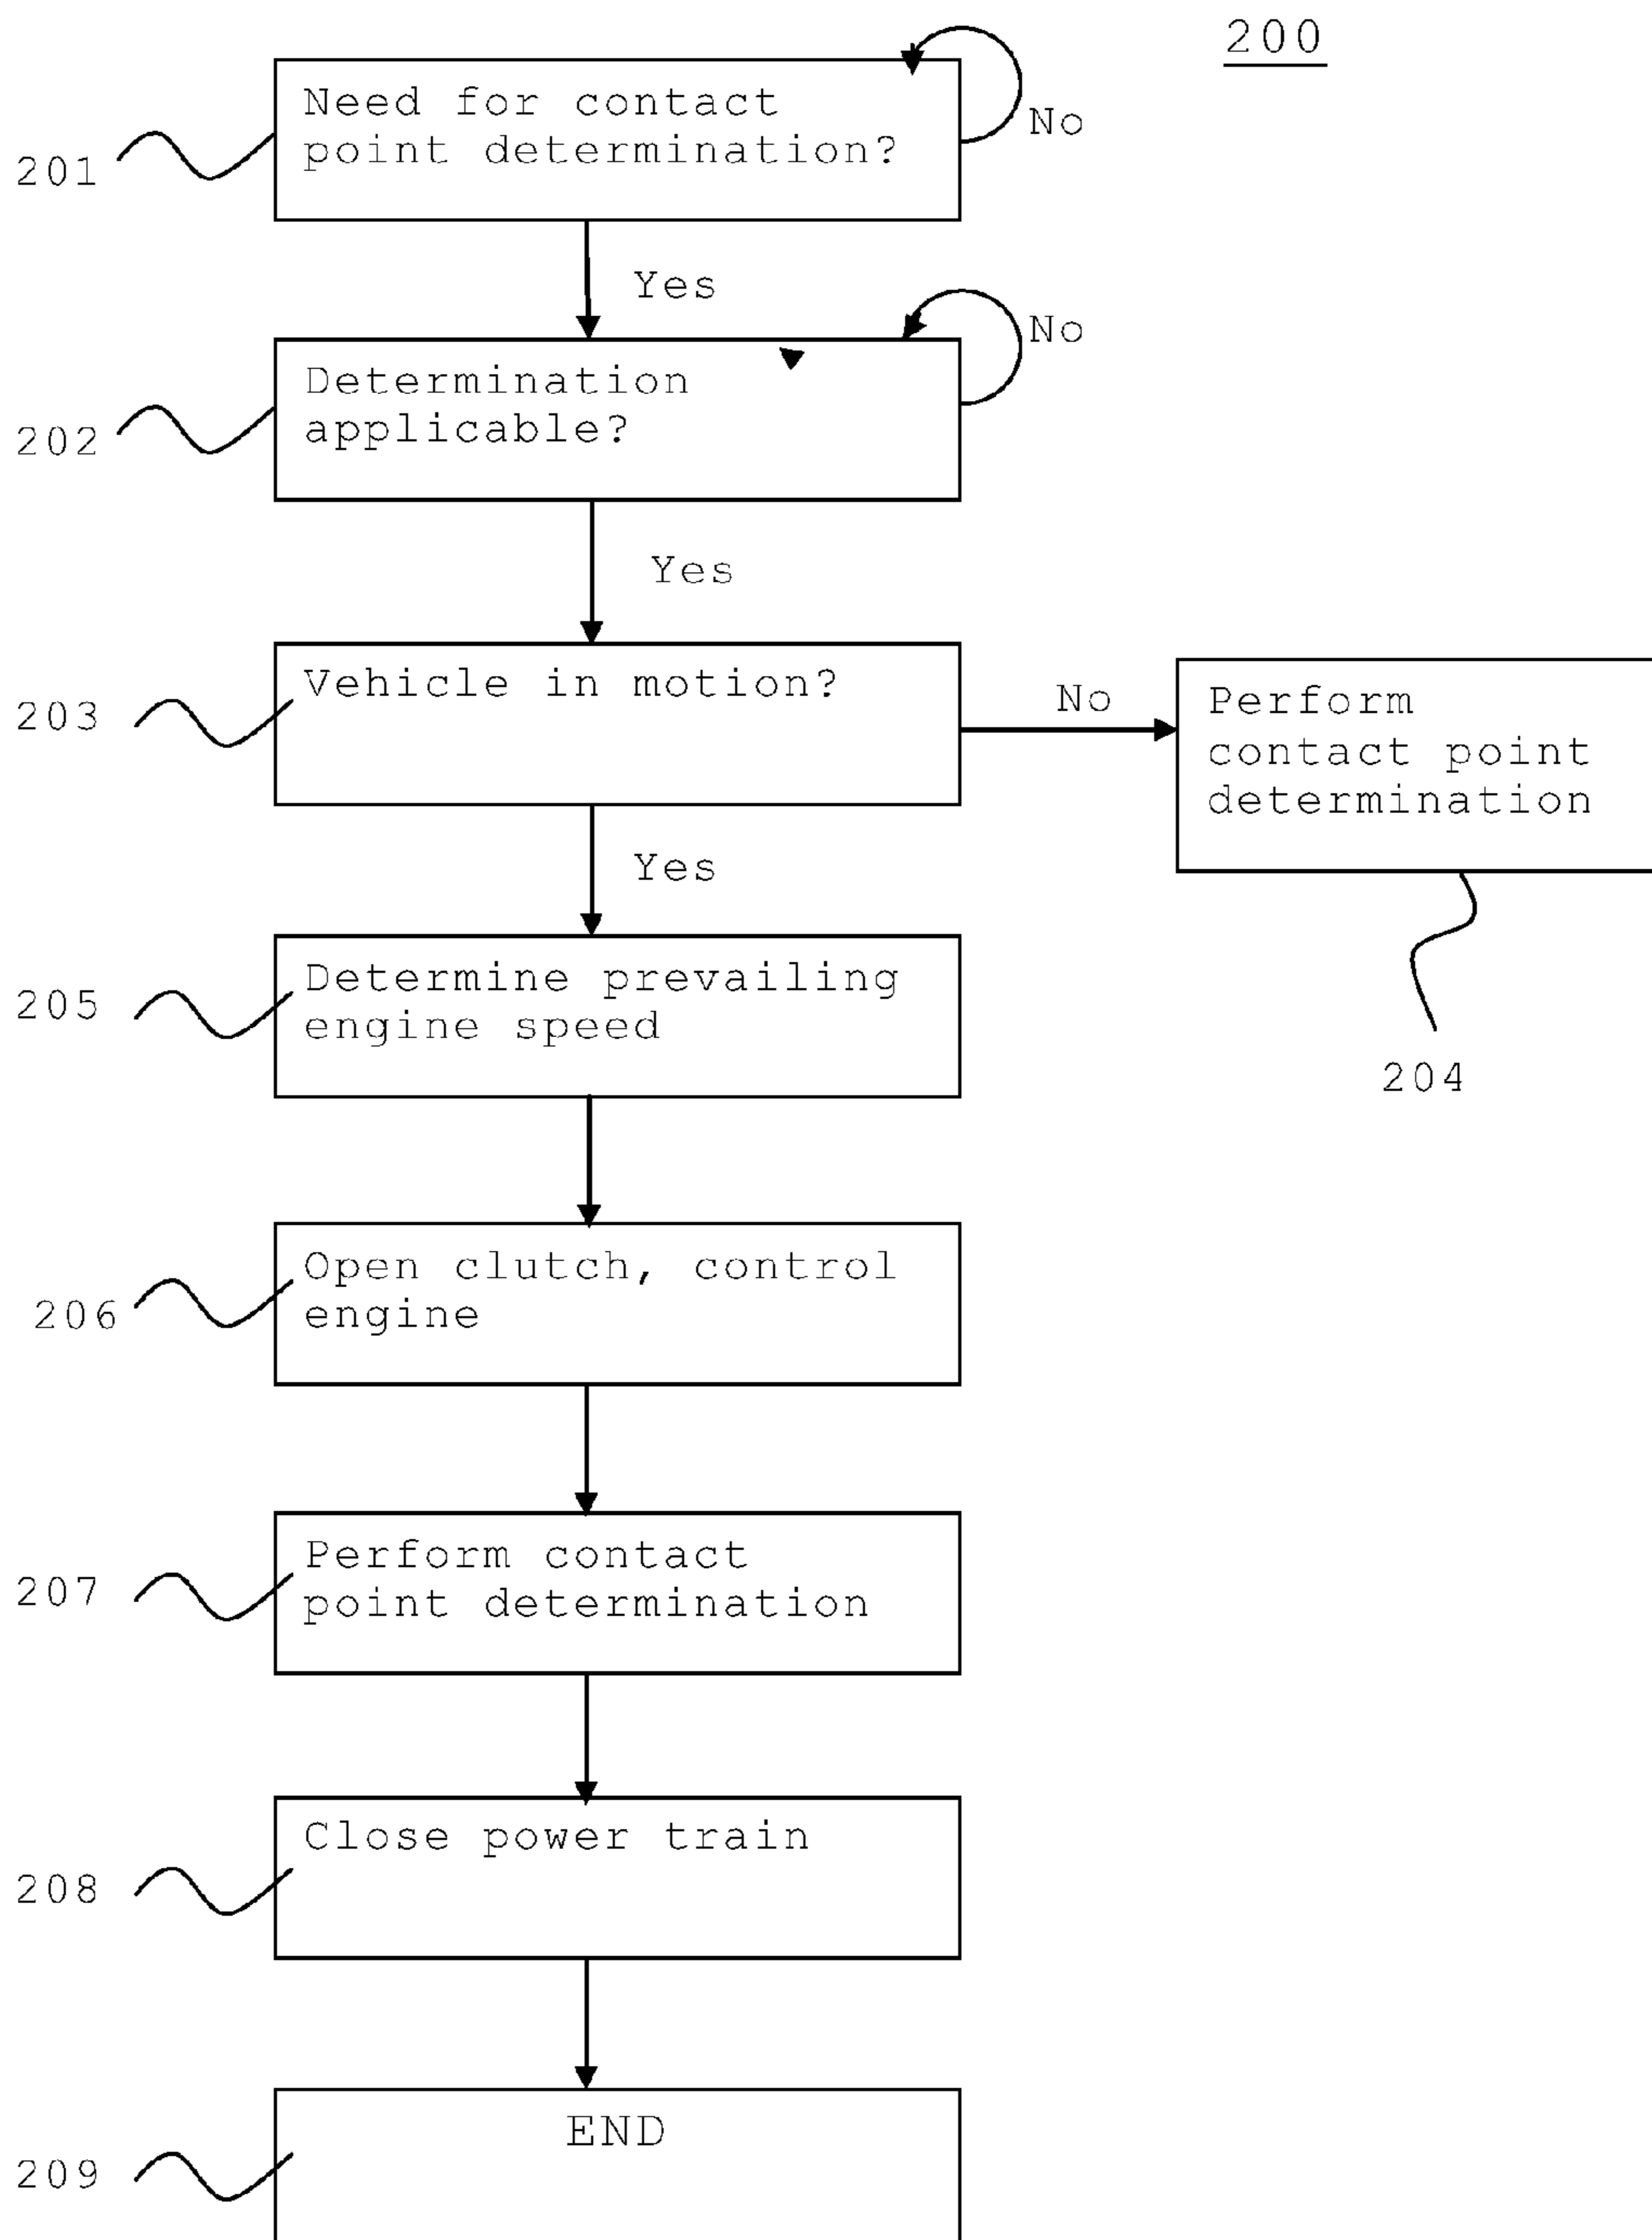 200
Need for contact
point determination?
No
201
Yes
No
Determination
applicable?
202
Yes
Vehicle in motion?
203
No
Perform
contact point
determination
Yes
204
Determine prevailing
engine speed
205
Open clutch, control
engine
206
Perform contact
point determination
207
Close power train
208
END
209